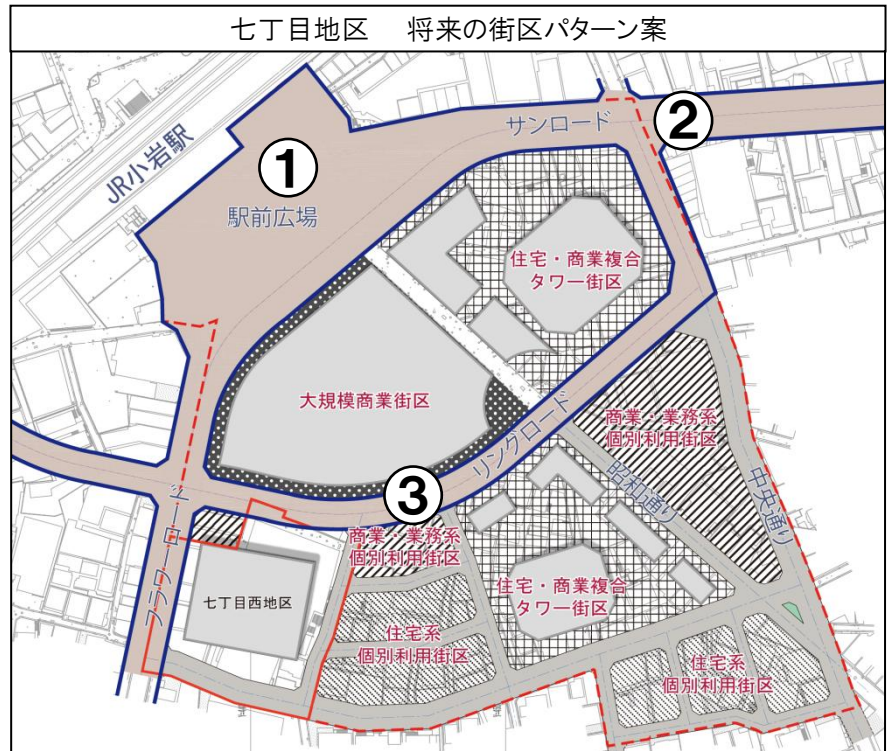 七丁目地区　将来の街区パターン案
JR小岩駅
①
駅前広場
サンロード
②
住宅・商業複合
タワー街区
大規模商業街区
リングロード
③
商業・業務系
個別利用街区
昭和通り
中央通り
フラワーロード
七丁目西地区
商業・業務系
個別利用街区
住宅系
個別利用街区
住宅・商業複合
タワー街区
住宅系
個別利用街区